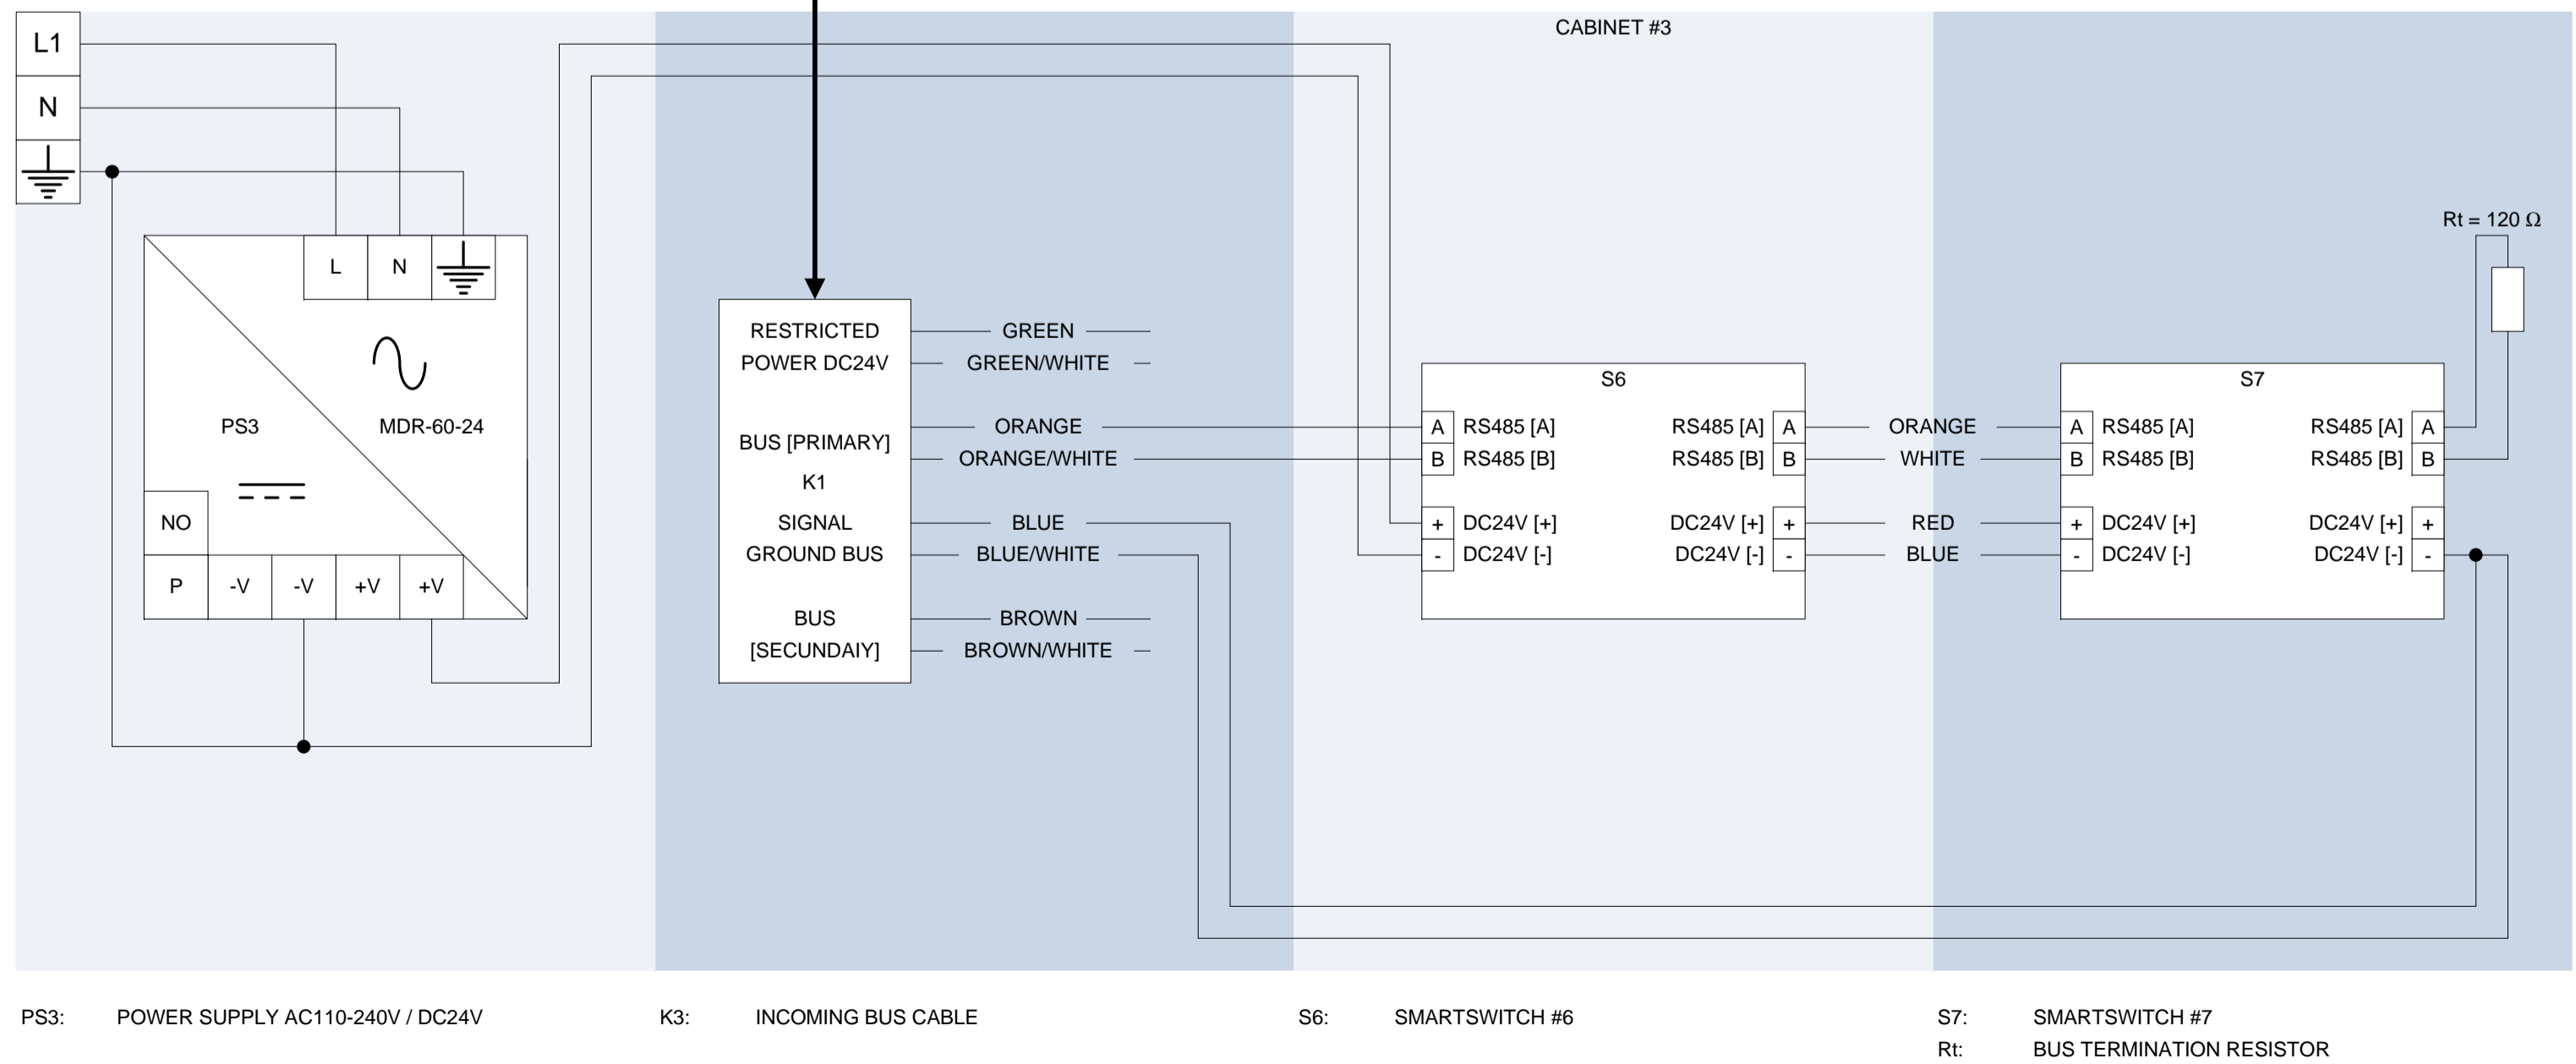 CABINET #3
L1
N
Rt = 120 Ω
L N
RESTRICTED GREEN
POWER DC24V GREEN/WHITE
S6 S7
PS3 MDR-60-24
ORANGE A RS485 [A] RS485 [A] A ORANGE A RS485 [A] RS485 [A] A
BUS [PRIMARY]
ORANGE/WHITE B RS485 [B] RS485 [B] B WHITE B RS485 [B] RS485 [B] B
K1
NO
SIGNAL BLUE + DC24V [+] DC24V [+] + RED + DC24V [+] DC24V [+] +
GROUND BUS BLUE/WHITE - DC24V [-] DC24V [-] - BLUE - DC24V [-] DC24V [-] -
P -V -V +V +V
BUS BROWN
[SECUNDAIY] BROWN/WHITE
PS3: POWER SUPPLY AC110-240V / DC24V K3: INCOMING BUS CABLE S6: SMARTSWITCH #6 S7: SMARTSWITCH #7
Rt: BUS TERMINATION RESISTOR